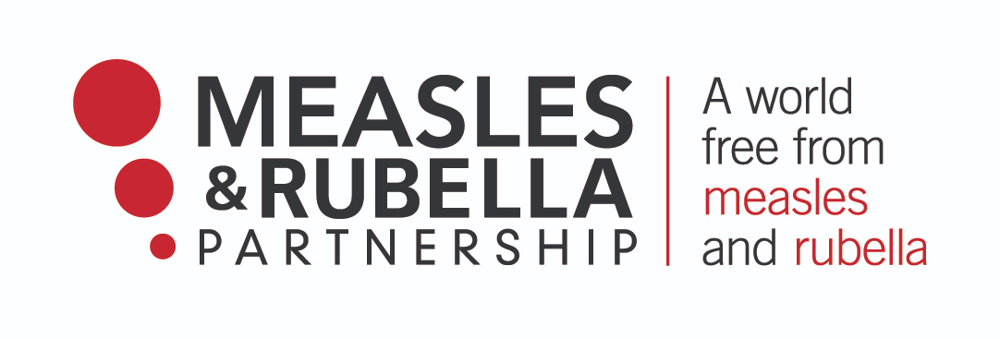 MEASLES
& RUBELLA
PARTNERSHIP
A world
free from
measles
and rubella